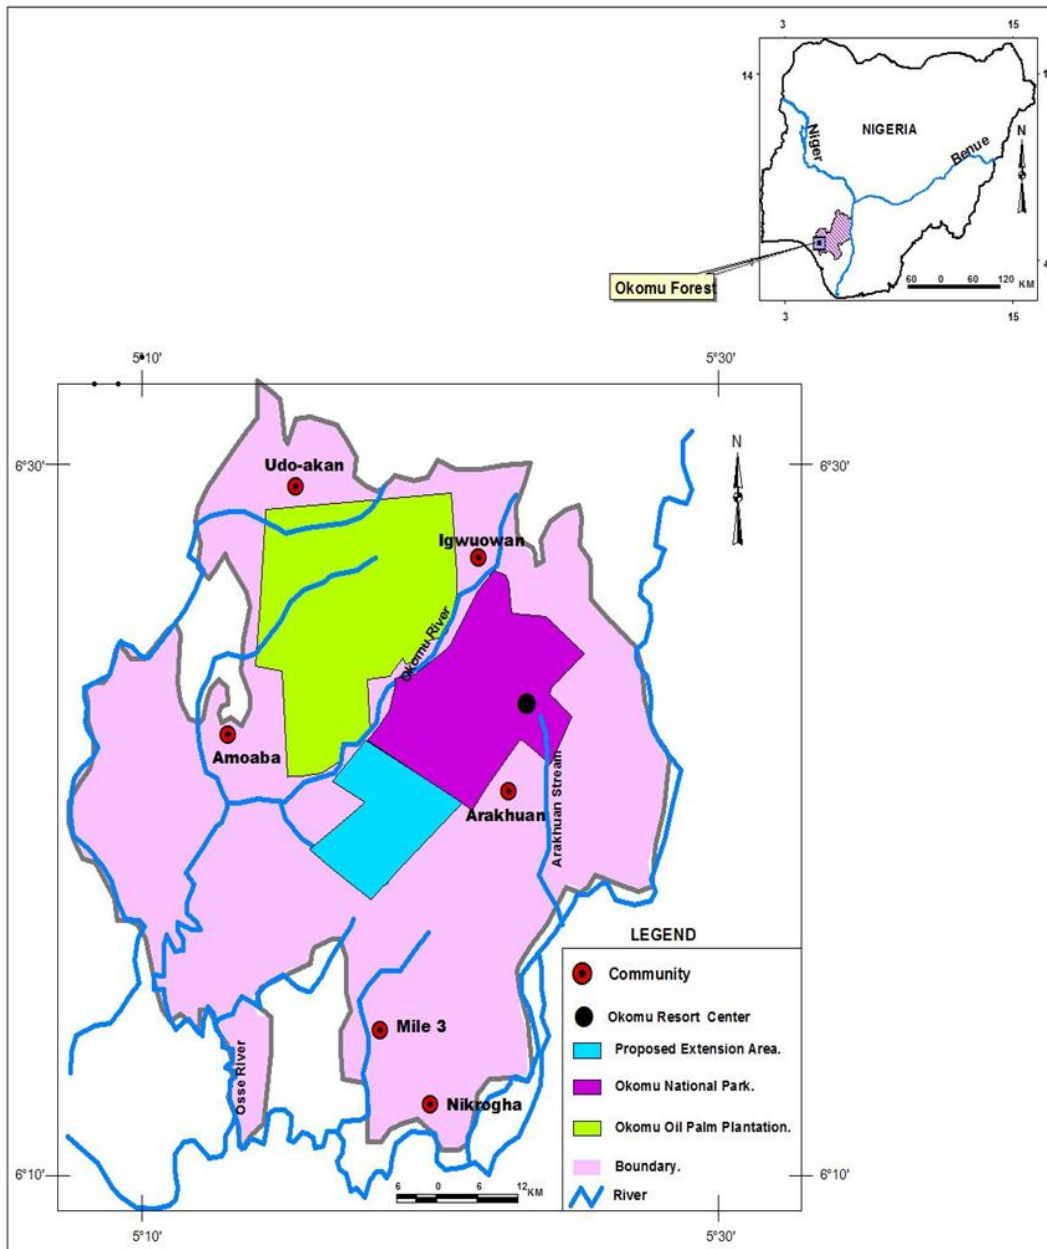 3 15
14 1
N
NIGERIA
Niger
Benue
4
Okomu Forest
60 0 60 120 KM
3 15
5°10' 5°30'
6°30' 6°30'
N
Udo-akan
Igwuowan
Okomu River
Amoaba
Arakhuan
Arakhuan Stream
LEGEND
Community
Okomu Resort Center
Proposed Extension Area.
Okomu National Park.
Okomu Oil Palm Plantation.
Boundary.
River
Mile 3
Osse River
Nikrogha
6°10' 6°10'
6 0 12 KM
5°10' 5°30'